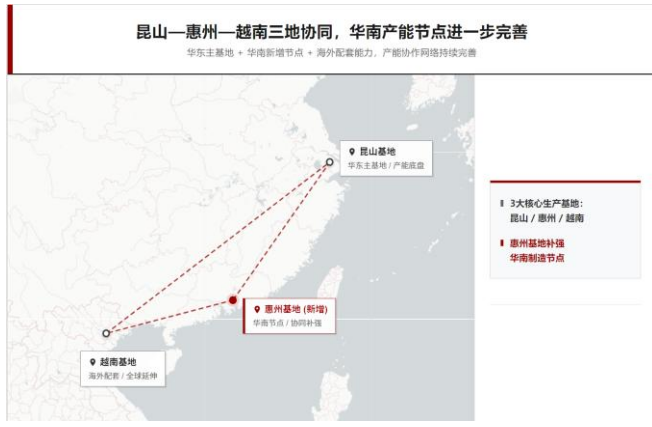 昆山—惠州—越南三地协同，华南产能节点进一步完善
华东主基地 + 华南新增节点 + 海外配套能力，产能协作网络持续完善
昆山基地
华东主基地 / 产能底盘
惠州基地 (新增)
华南节点 / 协同补强
越南基地
海外配套 / 全球延伸
3大核心生产基地：
昆山 / 惠州 / 越南
惠州基地补强
华南制造节点